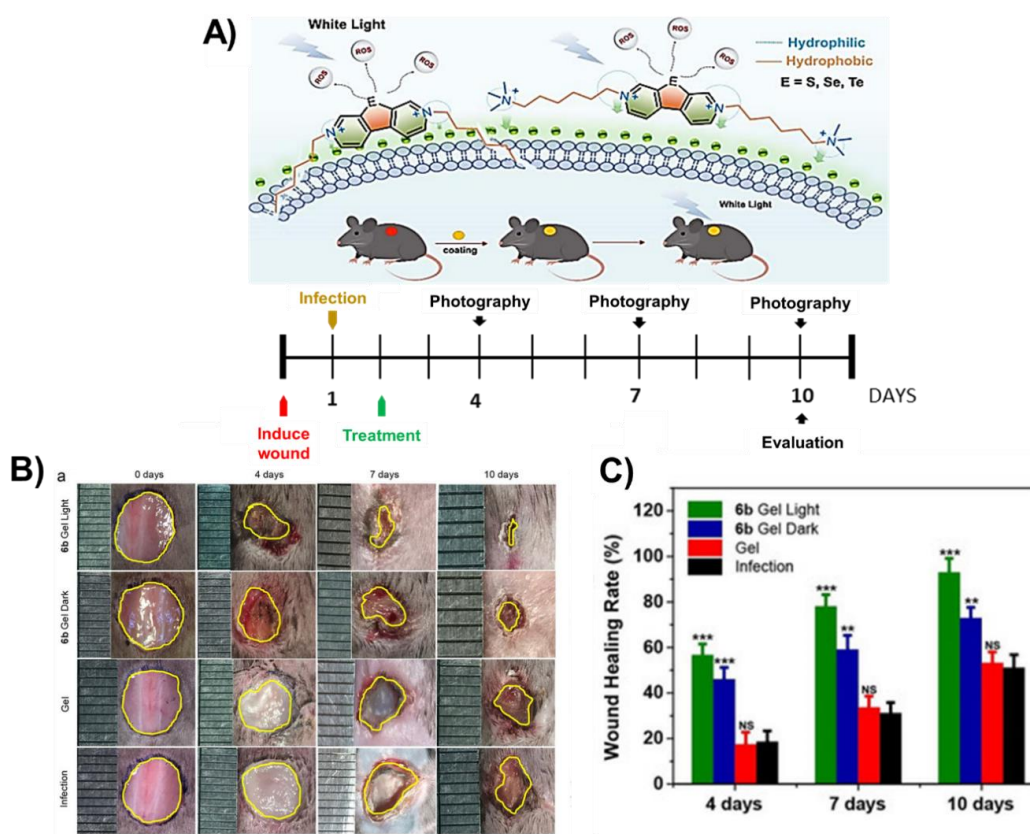 A)
White Light
ROS
ROS
ROS
E
N
N
ROS
ROS
ROS
E
N
N
N
N
Hydrophilic
Hydrophobic
E = S, Se, Te
White Light
coating
Infection
Photography
Photography
Photography
1
4
7
10
DAYS
Induce
wound
Treatment
Evaluation
B)
a
0 days
4 days
7 days
10 days
6b Gel Light
6b Gel Dark
Gel
Infection
C)
Wound Healing Rate (%)
120
100
80
60
40
20
0
6b Gel Light
6b Gel Dark
Gel
Infection
***
***
NS
***
**
NS
***
**
NS
4 days
7 days
10 days